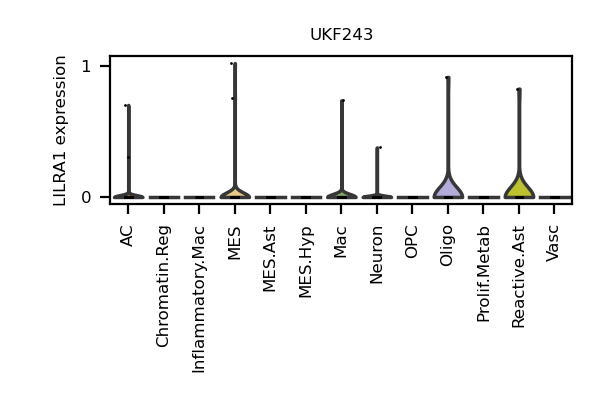 UKF243
LILRA1 expression
1
0
AC
Chromatin.Reg
Inflammatory.Mac
MES
MES.Ast
MES.Hyp
Mac
Neuron
OPC
Oligo
Prolif.Metab
Reactive.Ast
Vasc